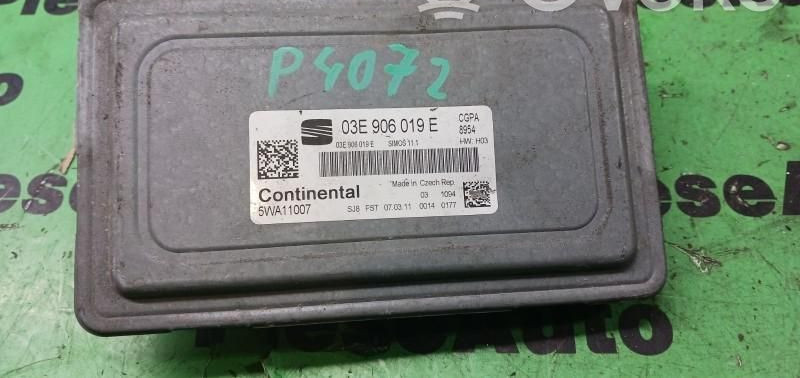 P4072
03E 906 019 E
CGPA
8954
03E 906 019 E SIMOS 11.1 HW: H03
Continental
Made in Czech Rep.
03 1094
5WA11007 SJ8 FST 07.03.11 0014 0177
PieseAuto